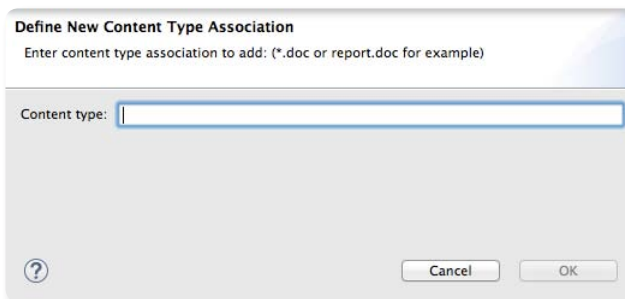 Define New Content Type Association
Enter content type association to add: (*.doc or report.doc for example)
Content type:
?
Cancel OK